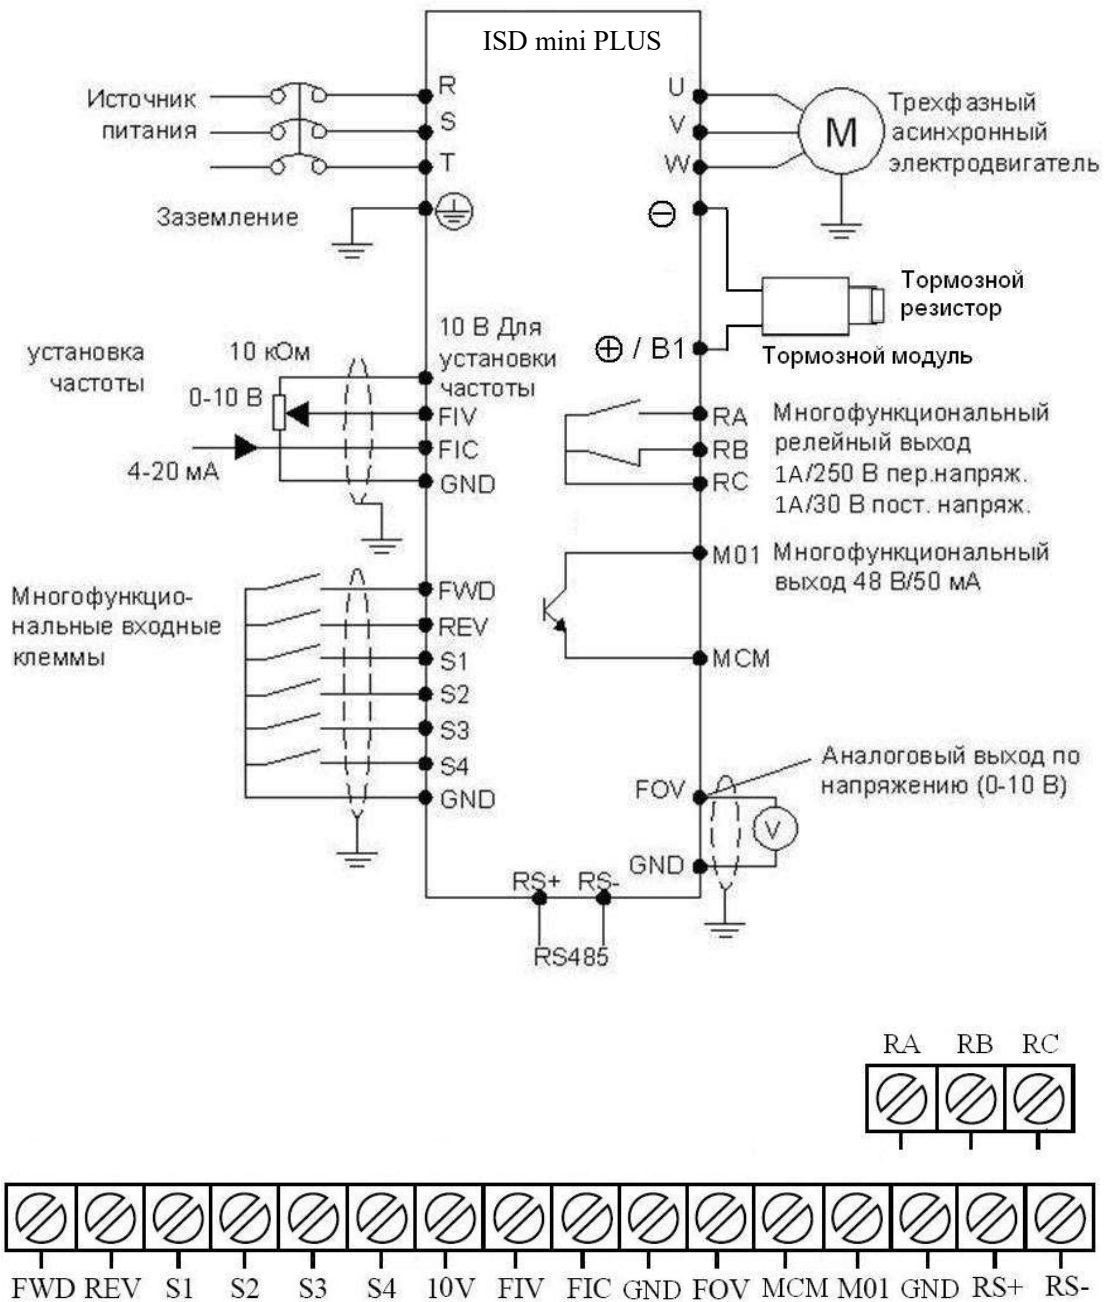 ISD mini PLUS
Источник
питания
R
S
T
Заземление
U
V
W
M
Трехфазный
асинхронный
электродвигатель
Тормозной
резистор
/ B1
Тормозной модуль
установка
частоты
10 кОм
0-10 В
4-20 мА
10 В Для
установки
частоты
FIV
FIC
GND
RA
RB
RC
Многофункциональный
релейный выход
1А/250 В пер.напряж.
1А/30 В пост. напряж.
M01
Многофункциональный
выход 48 В/50 мА
MCM
Многофункцио-
нальные входные
клеммы
FWD
REV
S1
S2
S3
S4
GND
FOV
GND
V
Аналоговый выход по
напряжению (0-10 В)
RS+ RS-
RS485
RA RB RC
FWD REV S1 S2 S3 S4 10V FIV FIC GND FOV MCM M01 GND RS+ RS-